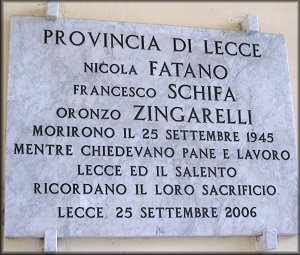 PROVINCIA DI LECCE
NICOLA FATANO
FRANCESCO SCHIFA
ORONZO ZINGARELLI
MORIRONO IL 25 SETTEMBRE 1945
MENTRE CHIEDEVANO PANE E LAVORO
LECCE ED IL SALENTO
RICORDANO IL LORO SACRIFICIO
LECCE 25 SETTEMBRE 2006